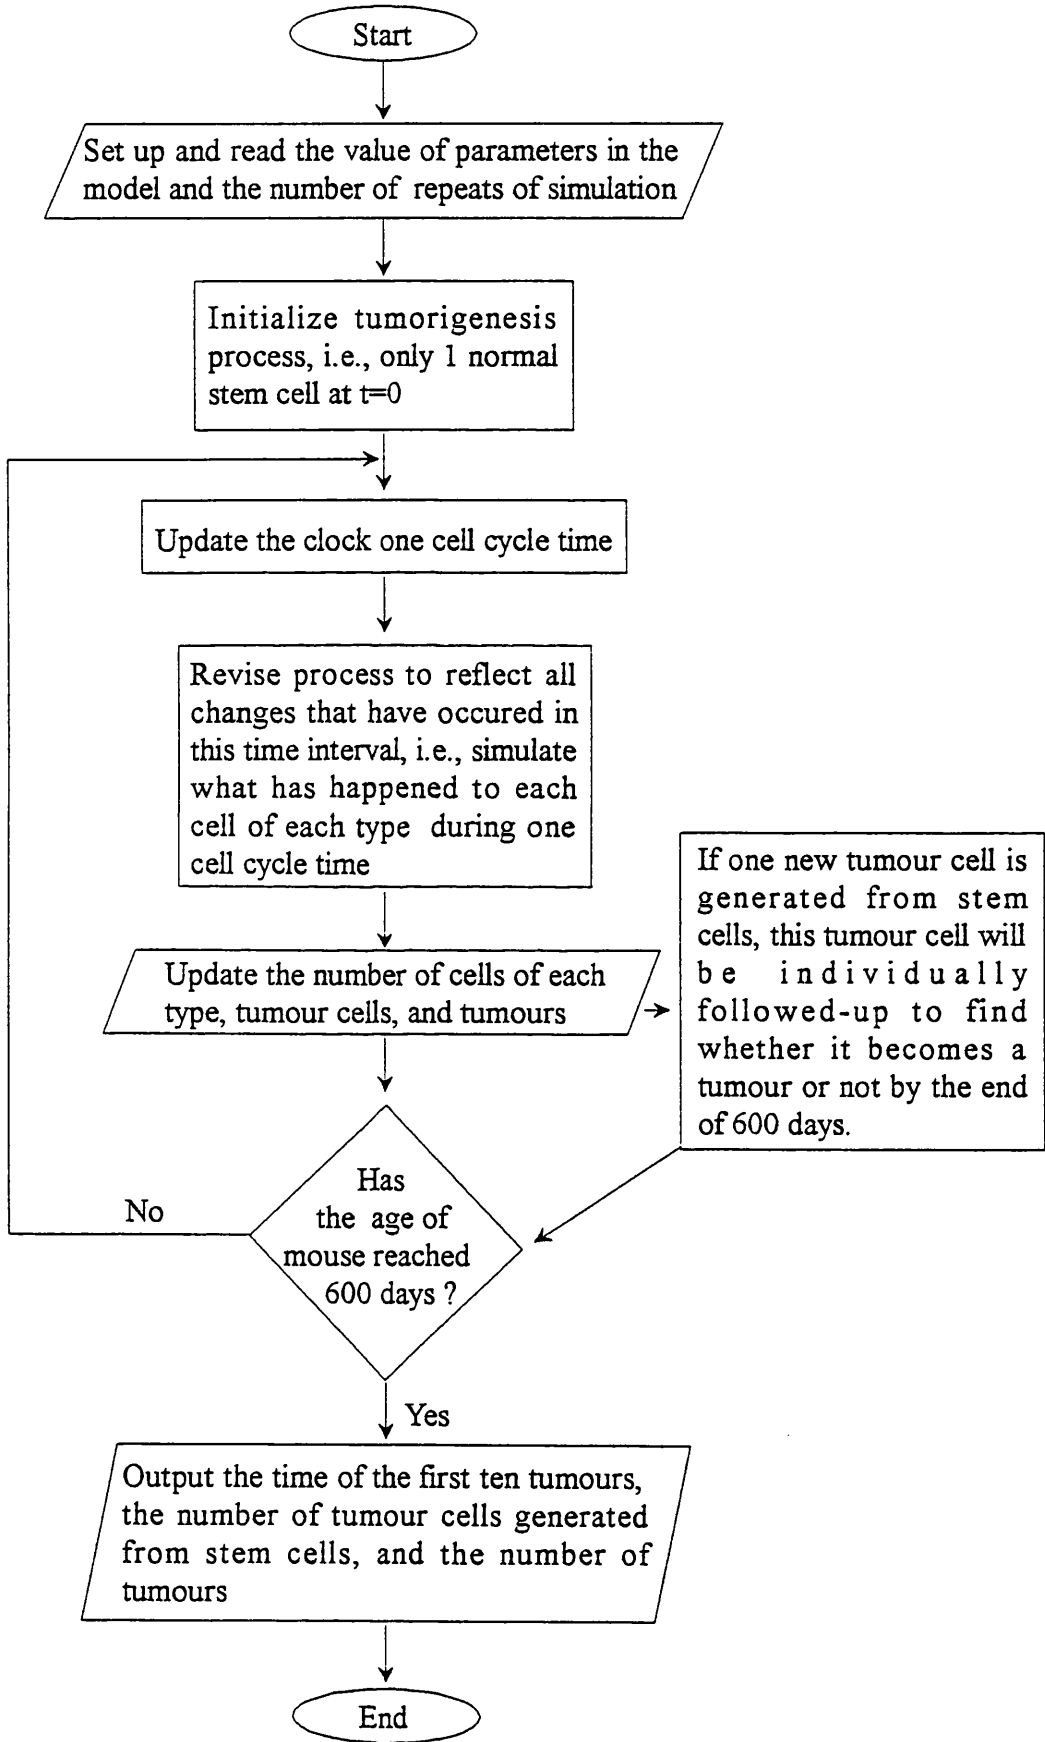 Start
Set up and read the value of parameters in the
model and the number of repeats of simulation
Initialize tumorigenesis
process, i.e., only 1 normal
stem cell at t=0
Update the clock one cell cycle time
Revise process to reflect all
changes that have occured in
this time interval, i.e., simulate
what has happened to each
cell of each type during one
cell cycle time
Update the number of cells of each
type, tumour cells, and tumours
If one new tumour cell is
generated from stem
cells, this tumour cell will
be individually
followed-up to find
whether it becomes a
tumour or not by the end
of 600 days.
Has
the age of
mouse reached
600 days ?
No
Yes
Output the time of the first ten tumours,
the number of tumour cells generated
from stem cells, and the number of
tumours
End